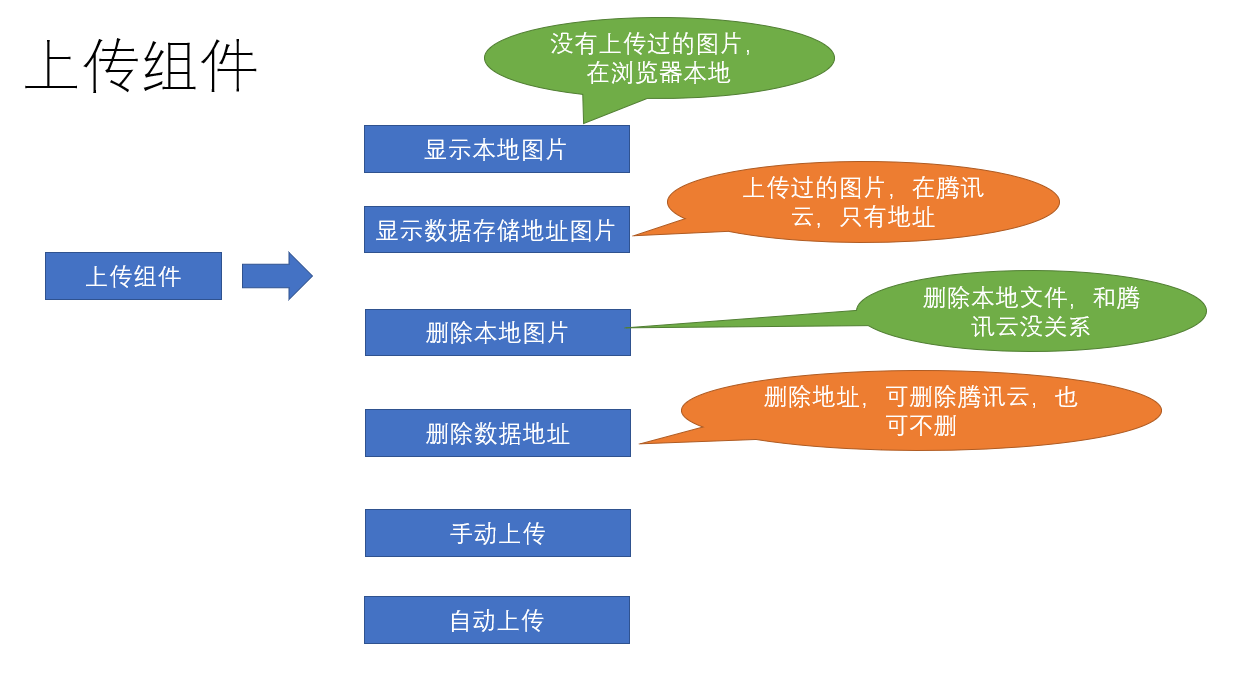 上传组件
没有上传过的图片，
在浏览器本地
显示本地图片
上传过的图片，在腾讯
云，只有地址
显示数据存储地址图片
上传组件
删除本地文件，和腾
讯云没关系
删除本地图片
删除地址，可删除腾讯云，也
可不删
删除数据地址
手动上传
自动上传